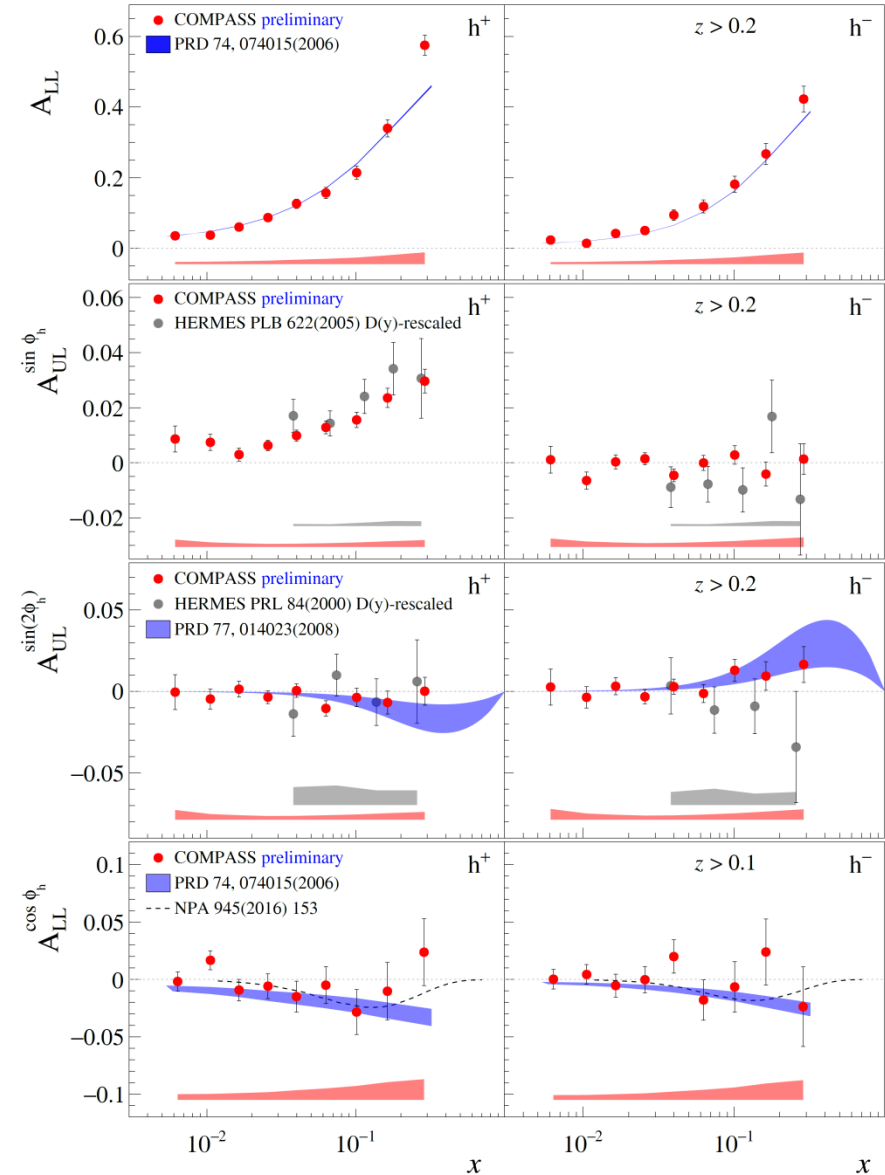 COMPASS preliminary
PRD 74, 074015(2006)
h+
z > 0.2
h−
A_LL
0.6
0.4
0.2
0
COMPASS preliminary
HERMES PLB 622(2005) D(y)-rescaled
h+
z > 0.2
h−
A_UL^sin ϕ_h
0.06
0.04
0.02
0
−0.02
COMPASS preliminary
HERMES PRL 84(2000) D(y)-rescaled
PRD 77, 014023(2008)
h+
z > 0.2
h−
A_UL^sin(2ϕ_h)
0.05
0
−0.05
COMPASS preliminary
PRD 74, 074015(2006)
NPA 945(2016) 153
h+
z > 0.1
h−
A_LL^cos ϕ_h
0.1
0.05
0
−0.05
−0.1
10^−2
10^−1
x
10^−2
10^−1
x